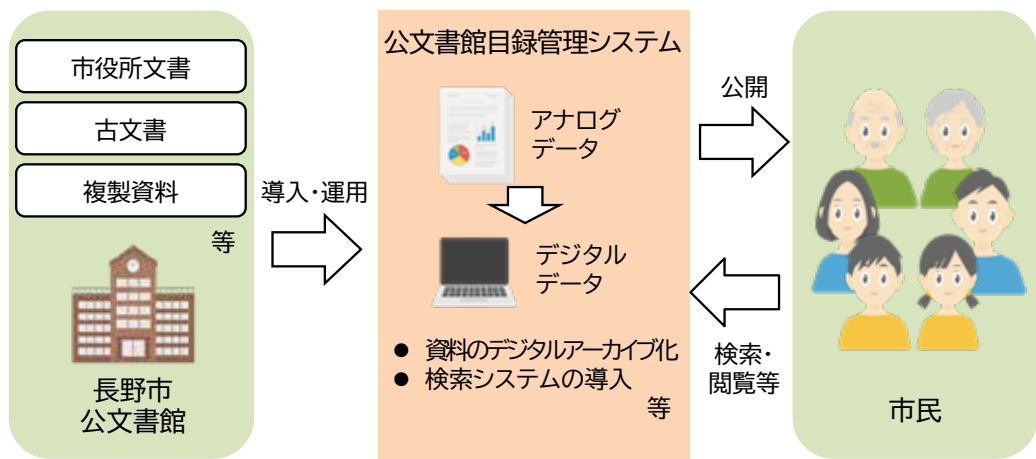 市役所文書
古文書
複製資料
等
長野市
公文書館
導入・運用
公文書館目録管理システム
アナログ
データ
デジタル
データ
● 資料のデジタルアーカイブ化
● 検索システムの導入
等
公開
検索・
閲覧等
市民